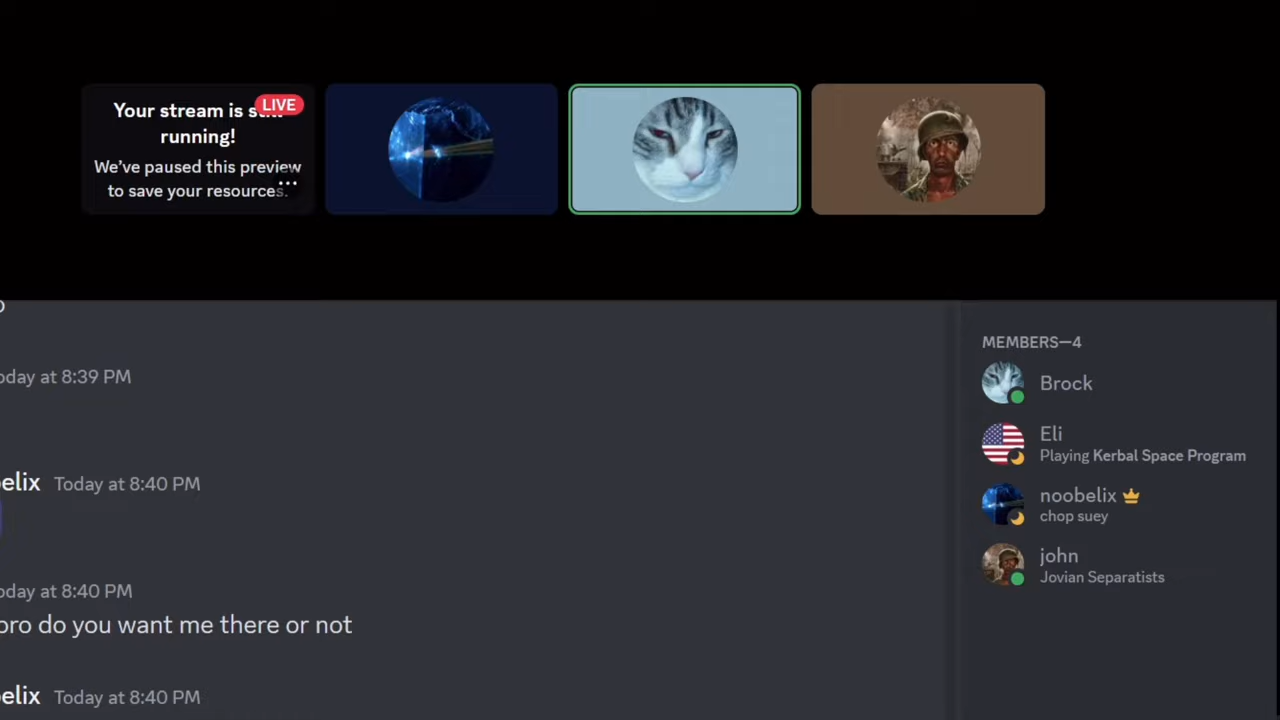 Your stream is
LIVE
running!
We've paused this preview
to save your resources.
MEMBERS—4
Brock
Eli
Playing Kerbal Space Program
noobelix
chop suey
john
Jovian Separatists
oday at 8:39 PM
elix Today at 8:40 PM
oday at 8:40 PM
bro do you want me there or not
elix Today at 8:40 PM